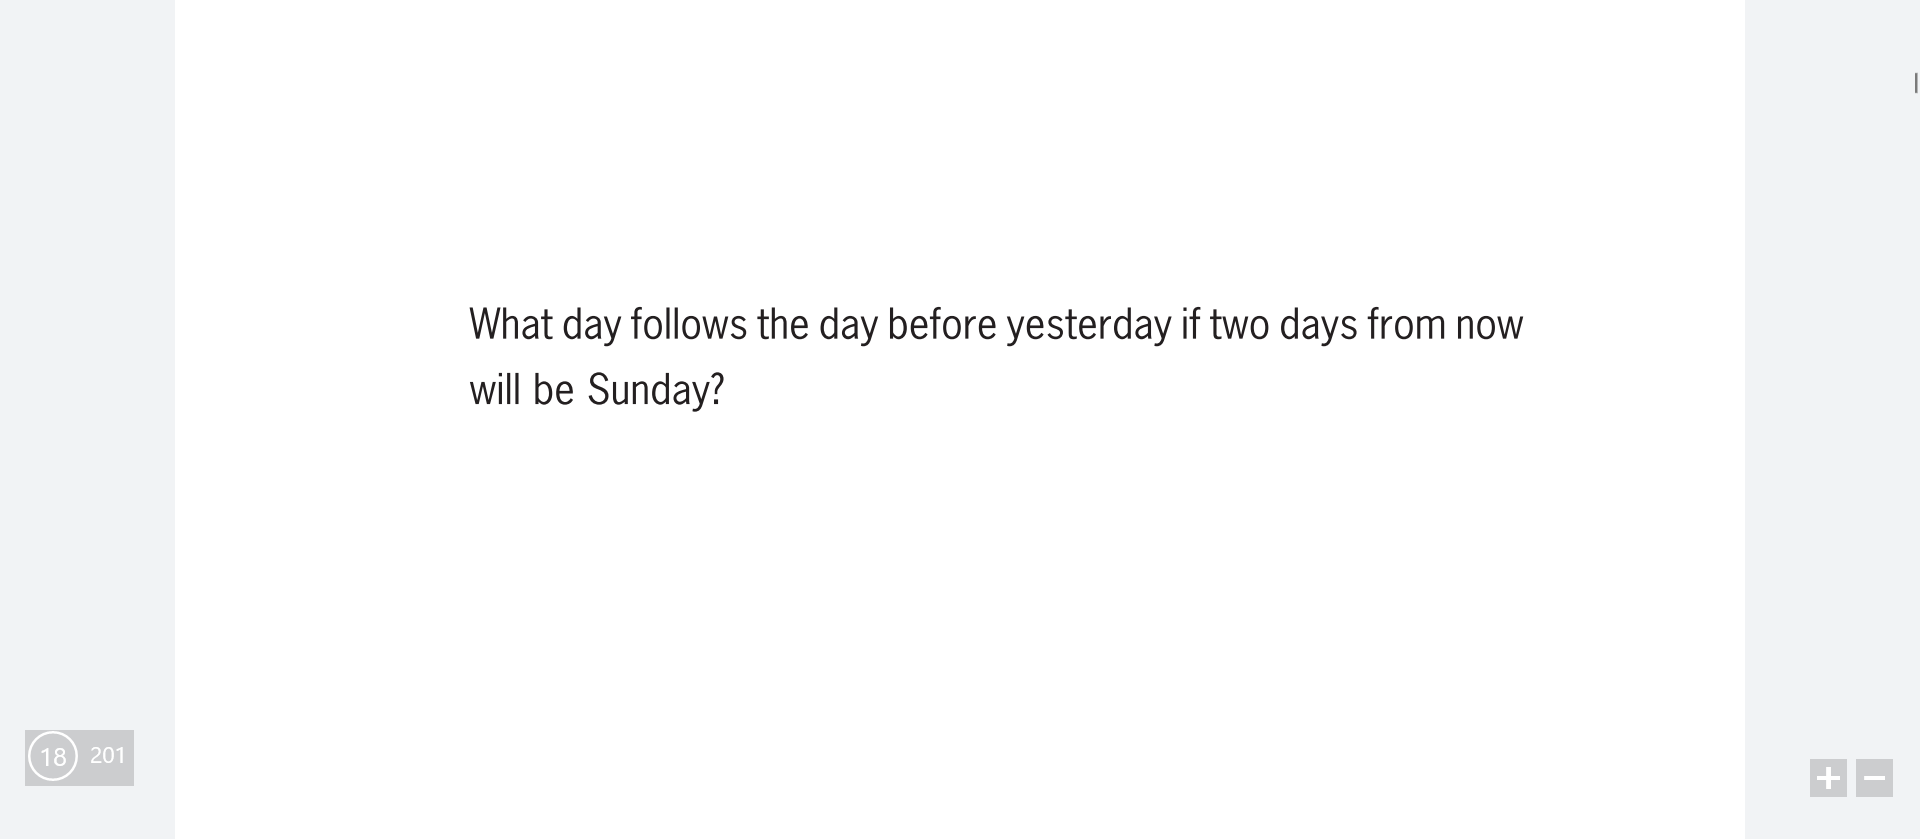 What day follows the day before yesterday if two days from now
will be Sunday?
18 201